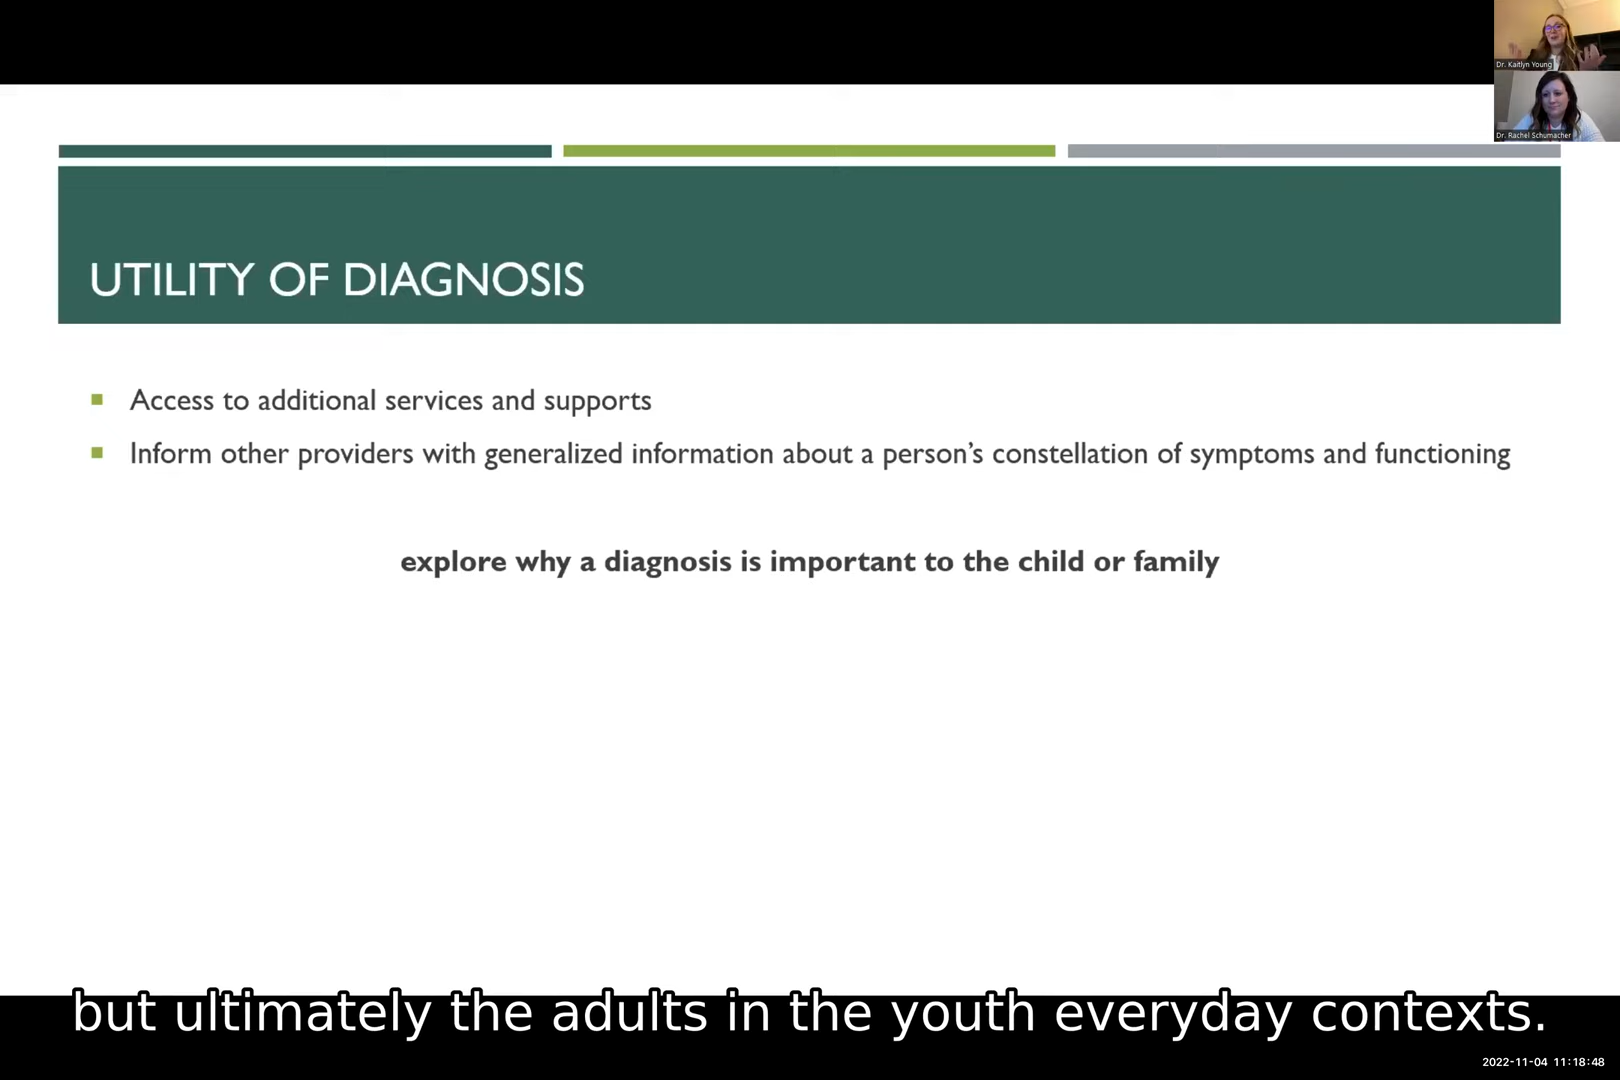 Dr. Kaitlyn Young
Dr. Rachel Schumacher
UTILITY OF DIAGNOSIS
Access to additional services and supports
Inform other providers with generalized information about a person’s constellation of symptoms and functioning
explore why a diagnosis is important to the child or family
but ultimately the adults in the youth everyday contexts.
2022-11-04 11:18:48